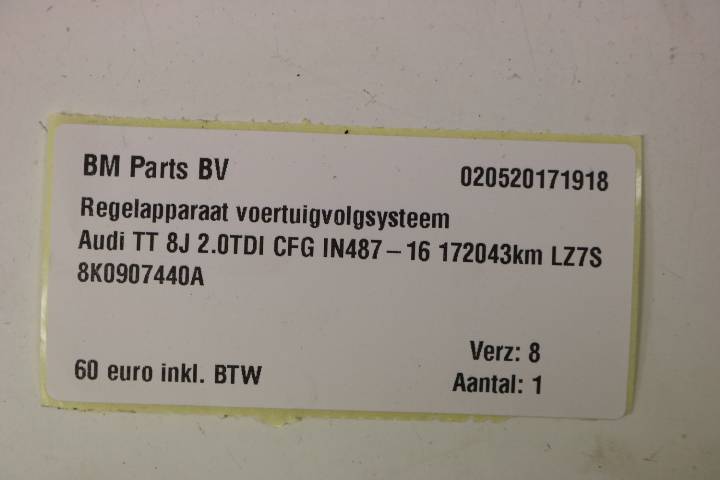 BM Parts BV
020520171918
Regelapparaat voertuigvolgsysteem
Audi TT 8J 2.0TDI CFG IN487-16 172043km LZ7S
8K0907440A
Verz: 8
60 euro inkl. BTW
Aantal: 1